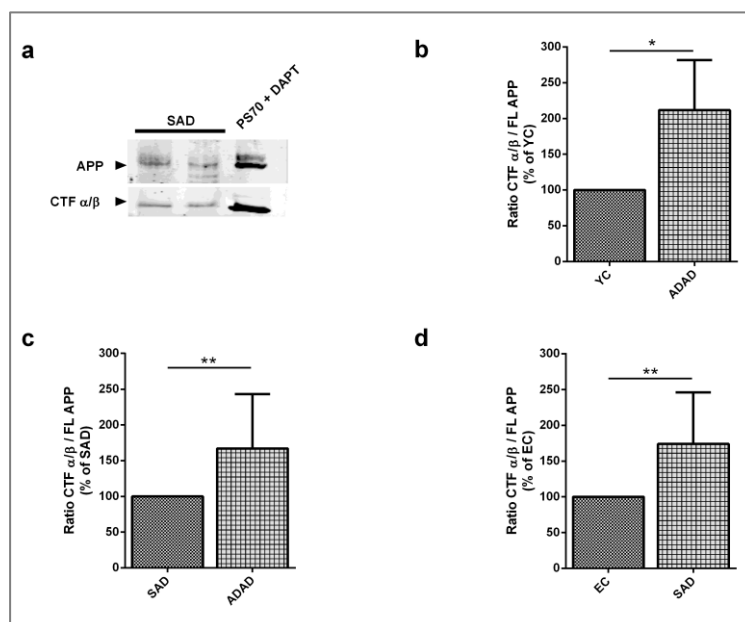 a
SAD
PS70 + DAPT
APP
CTF α/β
b
*
Ratio CTF α/β / FL APP
(% of YC)
300
250
200
150
100
50
0
YC
ADAD
c
**
Ratio CTF α/β / FL APP
(% of SAD)
300
250
200
150
100
50
0
SAD
ADAD
d
**
Ratio CTF α/β / FL APP
(% of EC)
300
250
200
150
100
50
0
EC
SAD